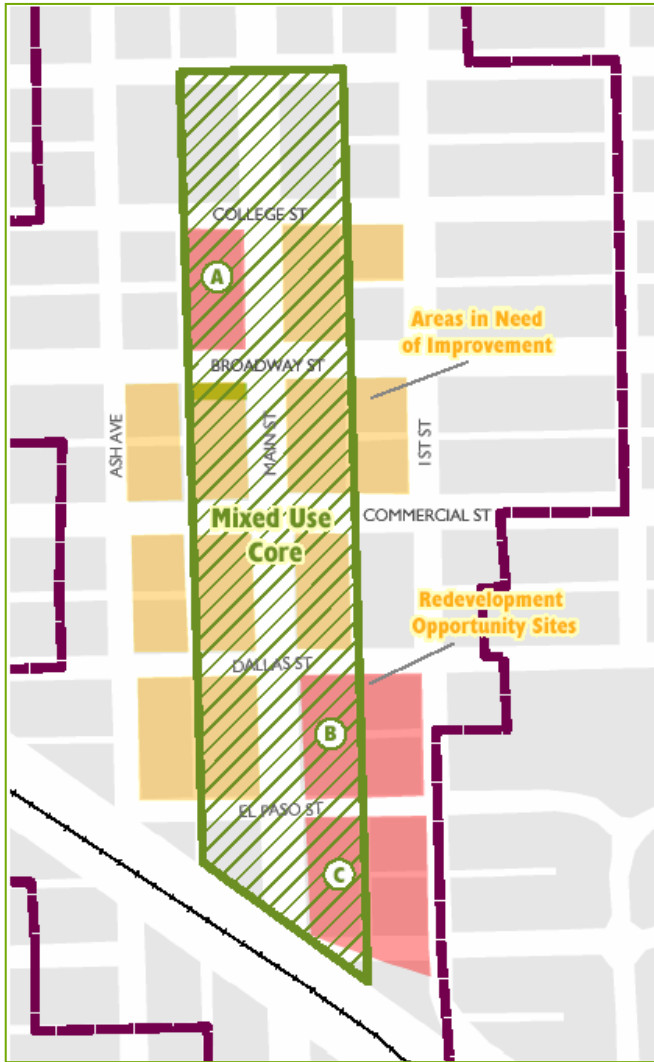 COLLEGE ST
A
Areas in Need
of Improvement
BROADWAY ST
ASH AVE
MAIN ST
1ST ST
Mixed Use
Core
COMMERCIAL ST
Redevelopment
Opportunity Sites
DALLAS ST
B
EL PASO ST
C